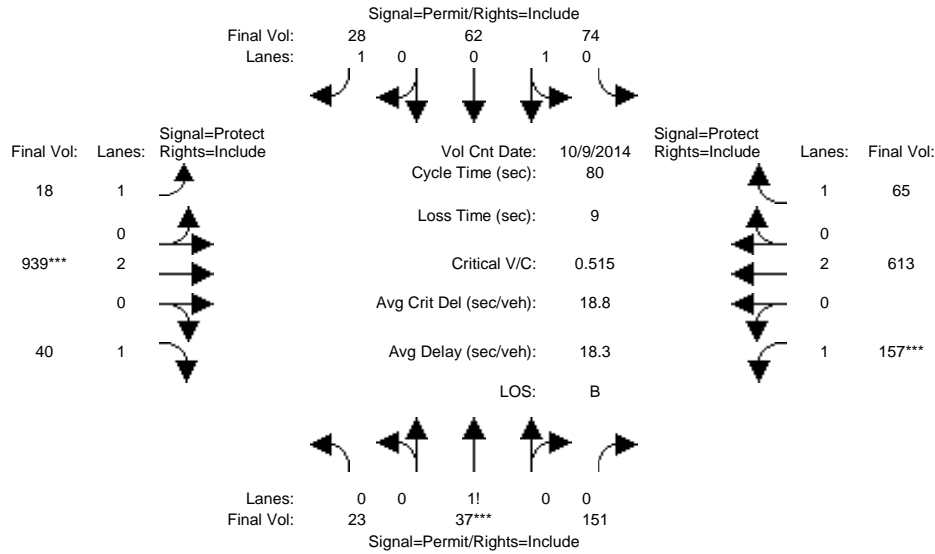 Signal=Permit/Rights=Include
Final Vol: 28 62 74
Lanes: 1 0 0 1 0
Signal=Protect
Final Vol: Lanes: Rights=Include
Vol Cnt Date: 10/9/2014
Signal=Protect
Rights=Include Lanes: Final Vol:
Cycle Time (sec): 80
18 1
1 65
Loss Time (sec): 9
0
0
939*** 2
Critical V/C: 0.515
2 613
0
Avg Crit Del (sec/veh): 18.8
0
40 1
Avg Delay (sec/veh): 18.3
1 157***
LOS: B
Lanes: 0 0 1! 0 0
Final Vol: 23 37*** 151
Signal=Permit/Rights=Include